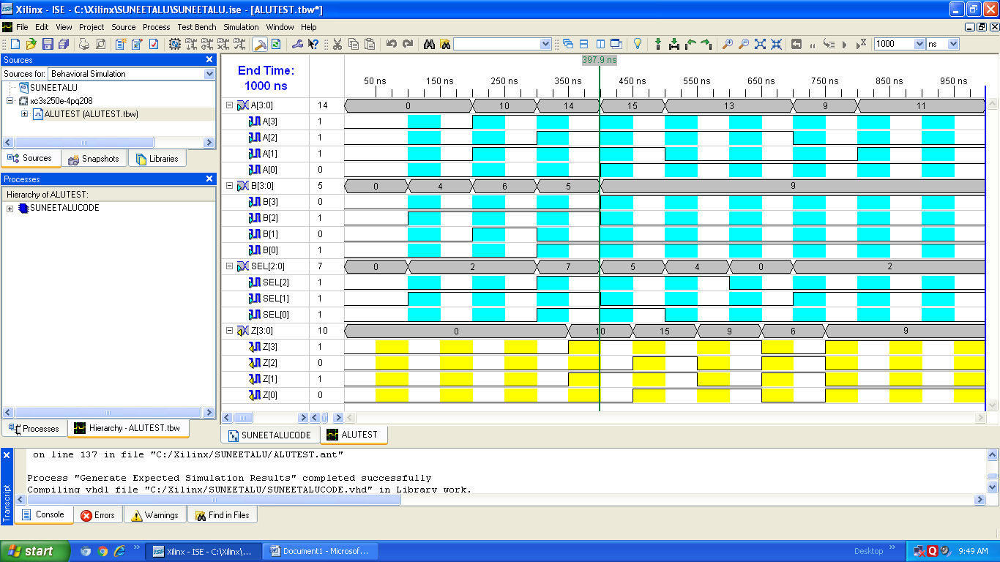 Xilinx - ISE - C:\Xilinx\SUNEETALU\SUNEETALU.ise - [ALUTEST.tbw*]
File Edit View Project Source Process Test Bench Simulation Window Help
1000 ns
Sources
Sources for: Behavioral Simulation
SUNEETALU
xc3s250e-4pq208
ALUTEST (ALUTEST.tbw)
Sources Snapshots Libraries
Processes
Hierarchy of ALUTEST:
SUNEETALUCODE
Processes Hierarchy - ALUTEST.tbw
397.9 ns
End Time:
1000 ns
50 ns 150 ns 250 ns 350 ns 450 ns 550 ns 650 ns 750 ns 850 ns 950 ns
A[3:0] 14 0 10 14 15 13 9 11
A[3] 1
A[2] 1
A[1] 1
A[0] 0
B[3:0] 5 0 4 6 5 9
B[3] 0
B[2] 1
B[1] 0
B[0] 1
SEL[2:0] 7 0 2 7 5 4 0 2
SEL[2] 1
SEL[1] 1
SEL[0] 1
Z[3:0] 10 0 10 15 9 6 9
Z[3] 1
Z[2] 0
Z[1] 1
Z[0] 0
SUNEETALUCODE ALUTEST
on line 137 in file "C:/Xilinx/SUNEETALU/ALUTEST.ant"
Process "Generate Expected Simulation Results" completed successfully
Compiling vhdl file "C:/Xilinx/SUNEETALU/SUNEETALUCODE.vhd" in Library work.
Transcript
Console Errors Warnings Find in Files
start Xilinx - ISE - C:\Xilinx\... Document1 - Microsof... Desktop 9:49 AM